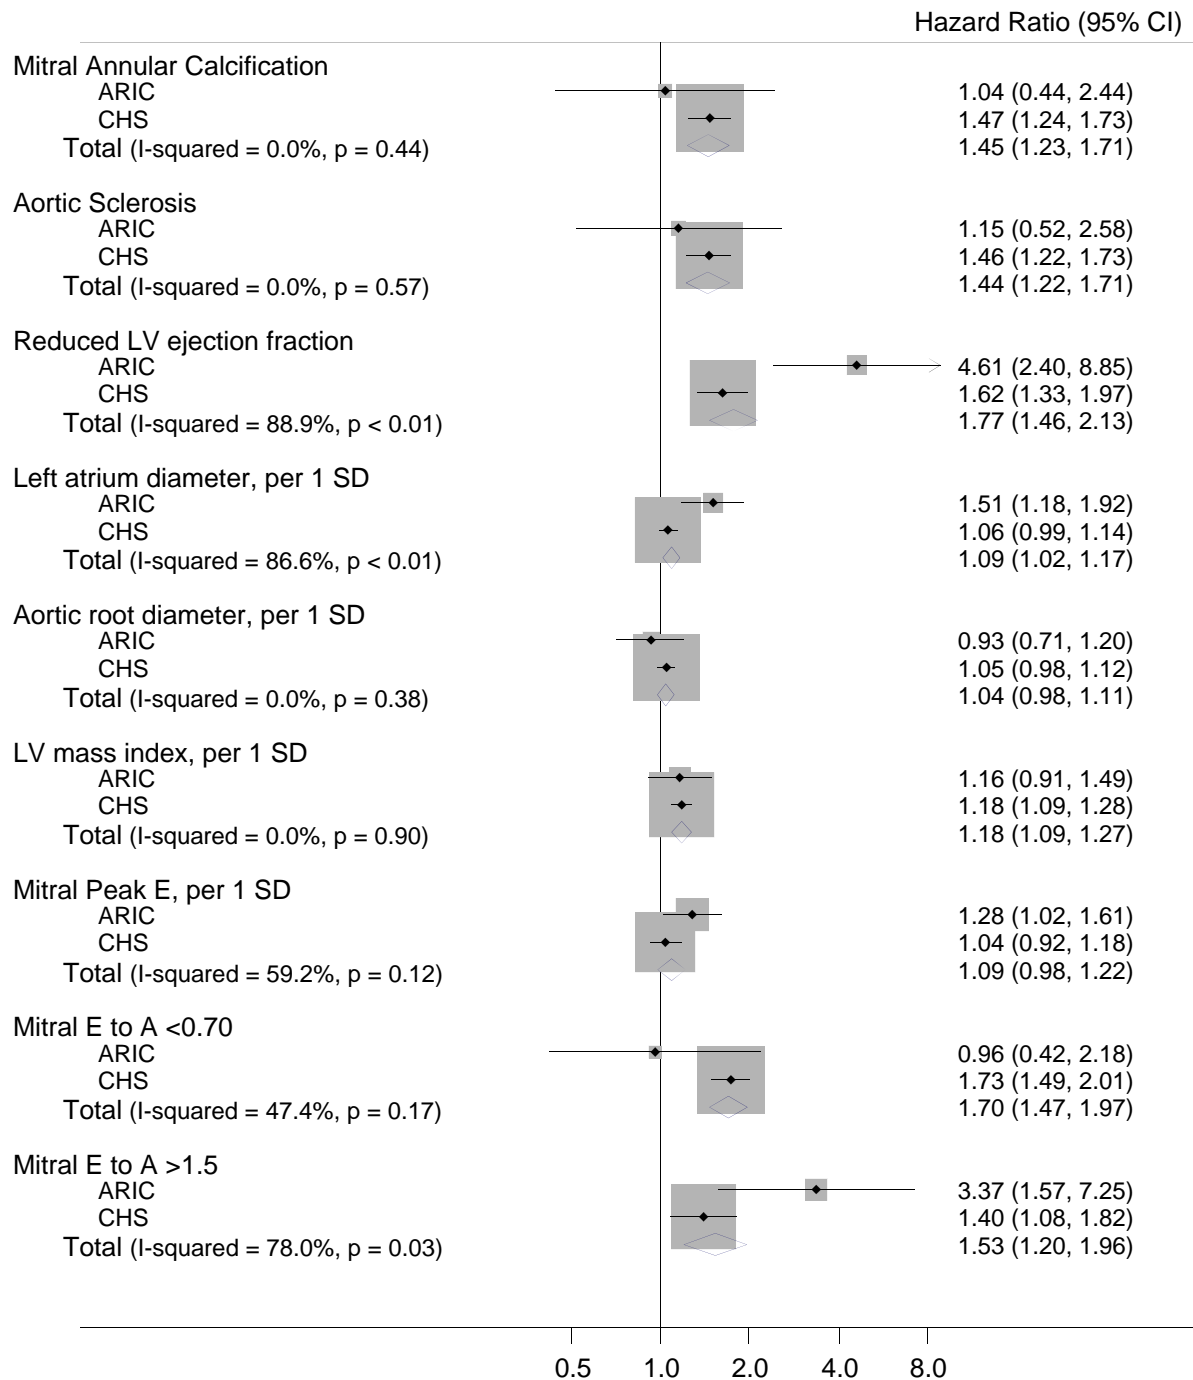 Hazard Ratio (95% CI)
Mitral Annular Calcification
ARIC 1.04 (0.44, 2.44)
CHS 1.47 (1.24, 1.73)
Total (I-squared = 0.0%, p = 0.44) 1.45 (1.23, 1.71)
Aortic Sclerosis
ARIC 1.15 (0.52, 2.58)
CHS 1.46 (1.22, 1.73)
Total (I-squared = 0.0%, p = 0.57) 1.44 (1.22, 1.71)
Reduced LV ejection fraction
ARIC 4.61 (2.40, 8.85)
CHS 1.62 (1.33, 1.97)
Total (I-squared = 88.9%, p < 0.01) 1.77 (1.46, 2.13)
Left atrium diameter, per 1 SD
ARIC 1.51 (1.18, 1.92)
CHS 1.06 (0.99, 1.14)
Total (I-squared = 86.6%, p < 0.01) 1.09 (1.02, 1.17)
Aortic root diameter, per 1 SD
ARIC 0.93 (0.71, 1.20)
CHS 1.05 (0.98, 1.12)
Total (I-squared = 0.0%, p = 0.38) 1.04 (0.98, 1.11)
LV mass index, per 1 SD
ARIC 1.16 (0.91, 1.49)
CHS 1.18 (1.09, 1.28)
Total (I-squared = 0.0%, p = 0.90) 1.18 (1.09, 1.27)
Mitral Peak E, per 1 SD
ARIC 1.28 (1.02, 1.61)
CHS 1.04 (0.92, 1.18)
Total (I-squared = 59.2%, p = 0.12) 1.09 (0.98, 1.22)
Mitral E to A <0.70
ARIC 0.96 (0.42, 2.18)
CHS 1.73 (1.49, 2.01)
Total (I-squared = 47.4%, p = 0.17) 1.70 (1.47, 1.97)
Mitral E to A >1.5
ARIC 3.37 (1.57, 7.25)
CHS 1.40 (1.08, 1.82)
Total (I-squared = 78.0%, p = 0.03) 1.53 (1.20, 1.96)
0.5 1.0 2.0 4.0 8.0